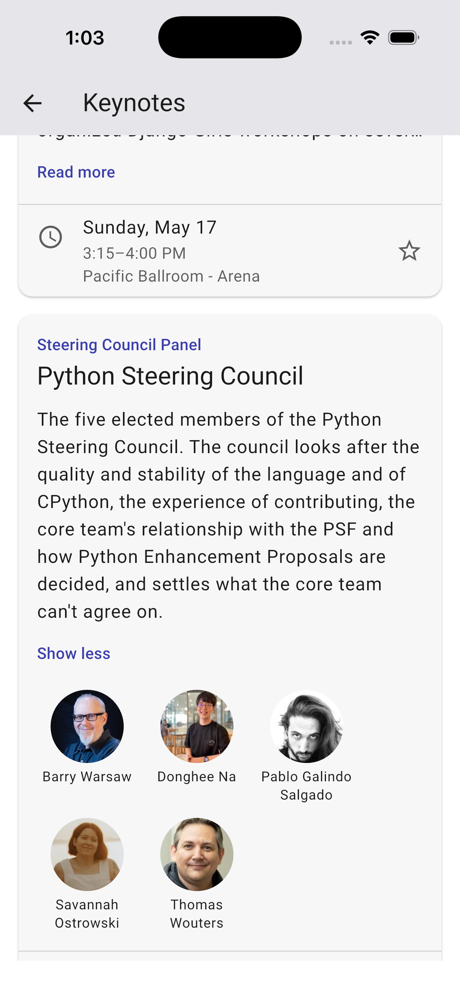 1:03
Keynotes
Read more
Sunday, May 17
3:15–4:00 PM
Pacific Ballroom - Arena
Steering Council Panel
Python Steering Council
The five elected members of the Python
Steering Council. The council looks after the
quality and stability of the language and of
CPython, the experience of contributing, the
core team's relationship with the PSF and
how Python Enhancement Proposals are
decided, and settles what the core team
can't agree on.
Show less
Barry Warsaw
Donghee Na
Pablo Galindo
Salgado
Savannah
Ostrowski
Thomas
Wouters